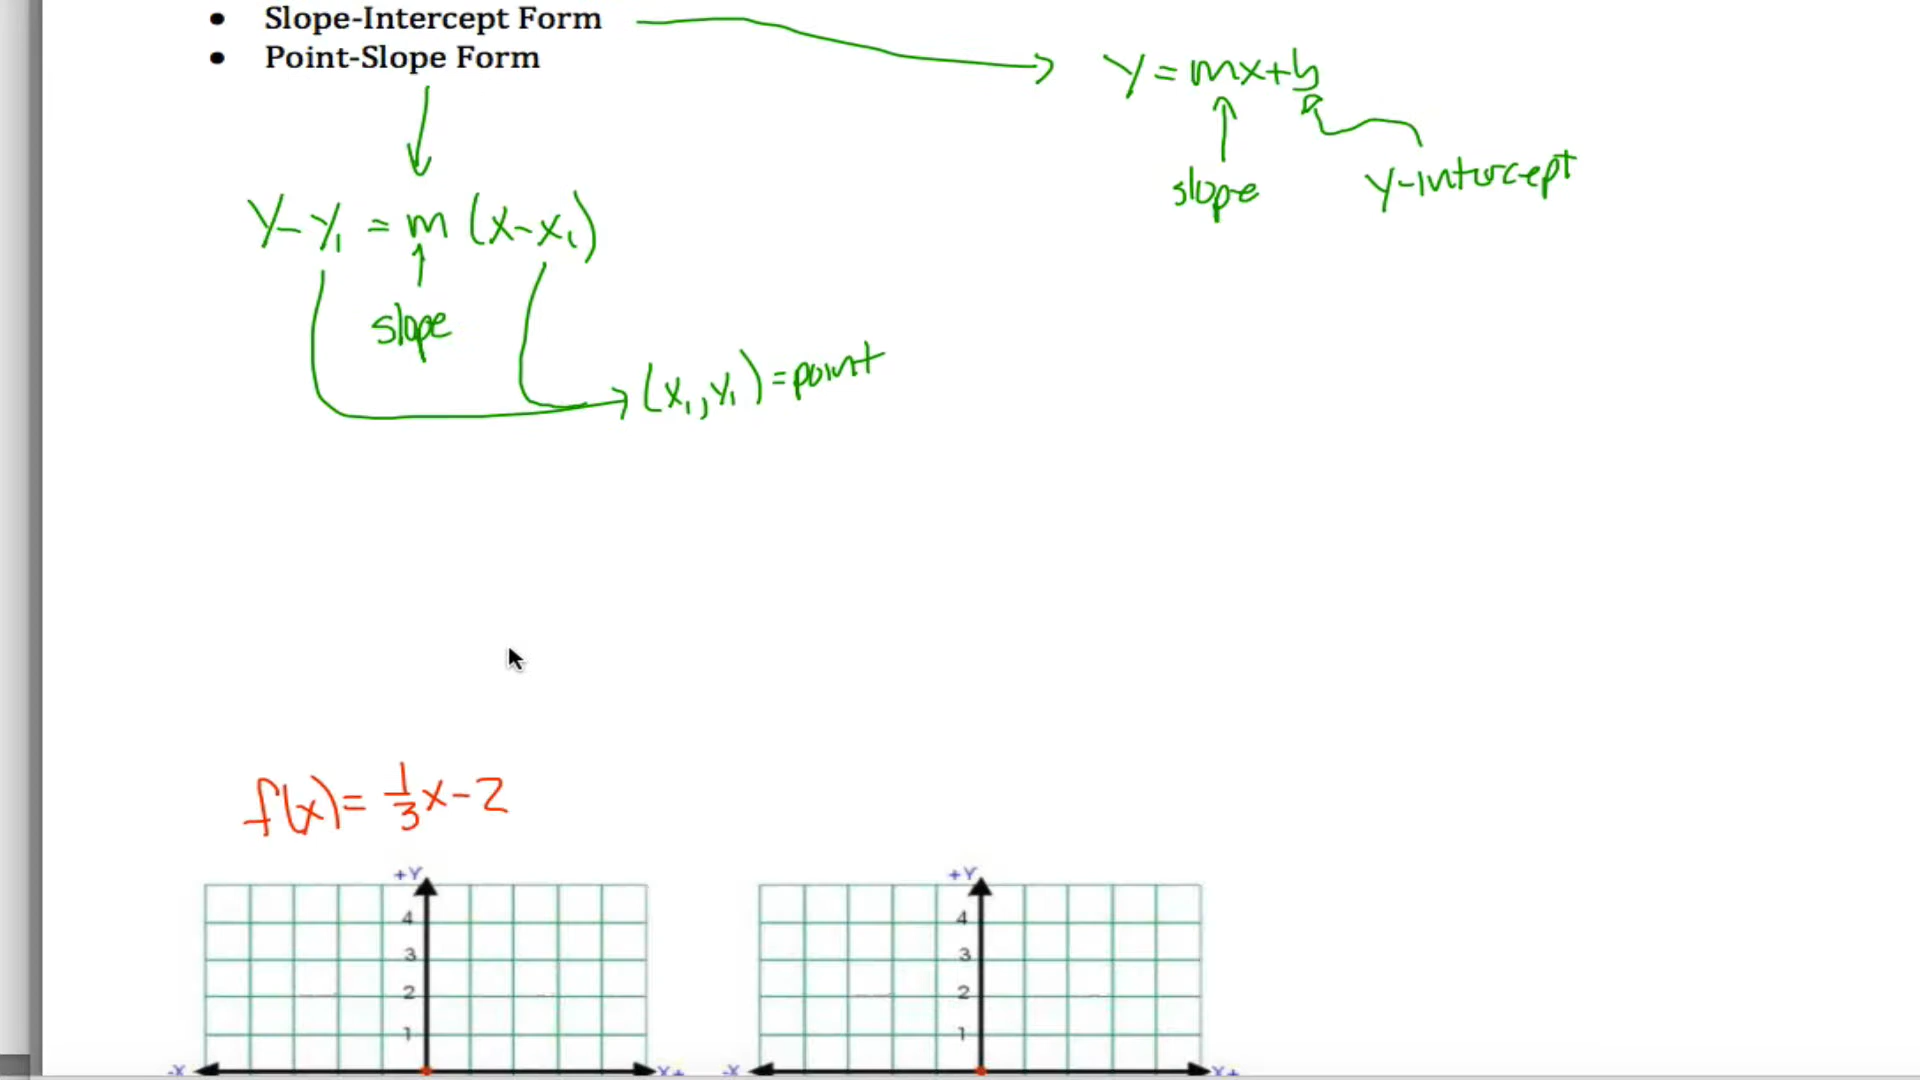 • Slope-Intercept Form
• Point-Slope Form
y = mx+b
slope
y-intercept
y-y₁ = m (x-x₁)
slope
(x₁,y₁) = point
f(x) = 1/3 x - 2
+Y
4
3
2
1
-X
X+
+Y
4
3
2
1
-X
X+